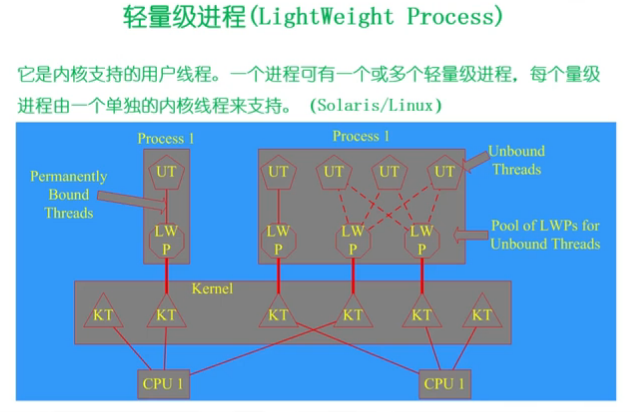 轻量级进程(LightWeight Process)
它是内核支持的用户线程。一个进程可有一个或多个轻量级进程，每个量级
进程由一个单独的内核线程来支持。（Solaris/Linux）
Process 1
Process 1
Permanently
Bound
Threads
UT
UT
UT
UT
UT
Unbound
Threads
LW
P
LW
P
LW
P
LW
P
Pool of LWPs for
Unbound Threads
Kernel
KT
KT
KT
KT
KT
KT
CPU 1
CPU 1